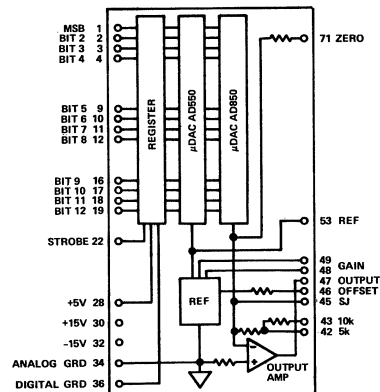 MSB 1
BIT 2 2
BIT 3 3
BIT 4 4
BIT 5 9
BIT 6 10
BIT 7 11
BIT 8 12
BIT 9 16
BIT 10 17
BIT 11 18
BIT 12 19
STROBE 22
+5V 28
+15V 30
-15V 32
ANALOG GRD 34
DIGITAL GRD 36
REGISTER
μDAC AD550
μDAC AD850
REF
71 ZERO
53 REF
49
48 GAIN
47 OUTPUT
46 OFFSET
45 SJ
43 10k
42 5k
OUTPUT
AMP